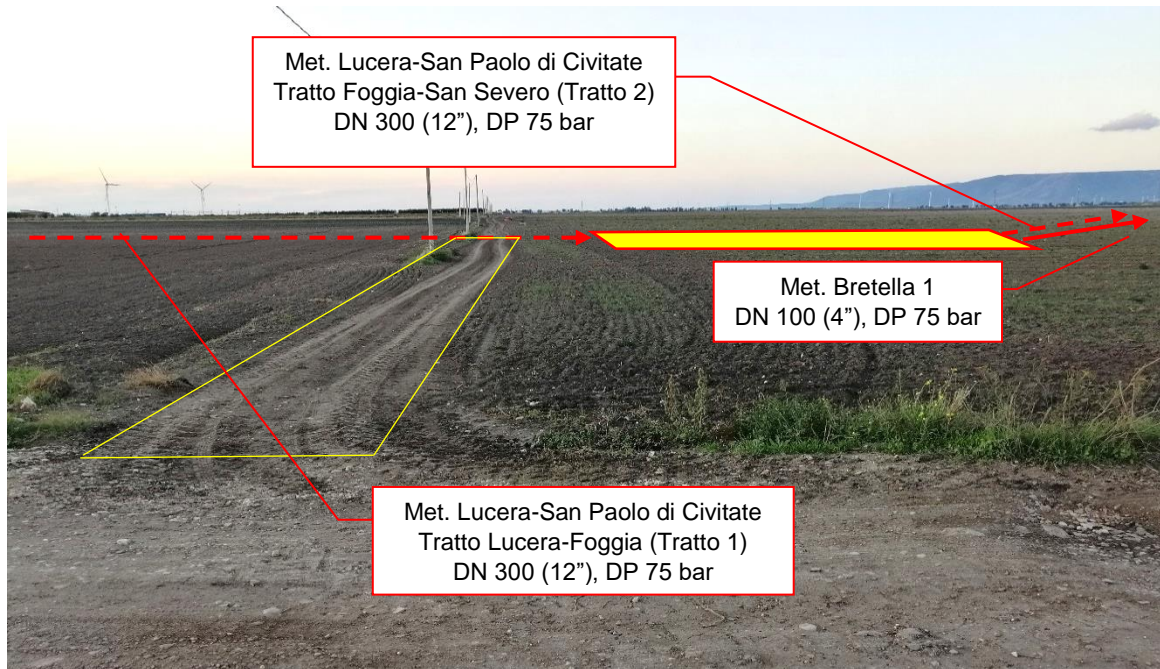 Met. Lucera-San Paolo di Civitate
Tratto Foggia-San Severo (Tratto 2)
DN 300 (12”), DP 75 bar
Met. Bretella 1
DN 100 (4”), DP 75 bar
Met. Lucera-San Paolo di Civitate
Tratto Lucera-Foggia (Tratto 1)
DN 300 (12”), DP 75 bar